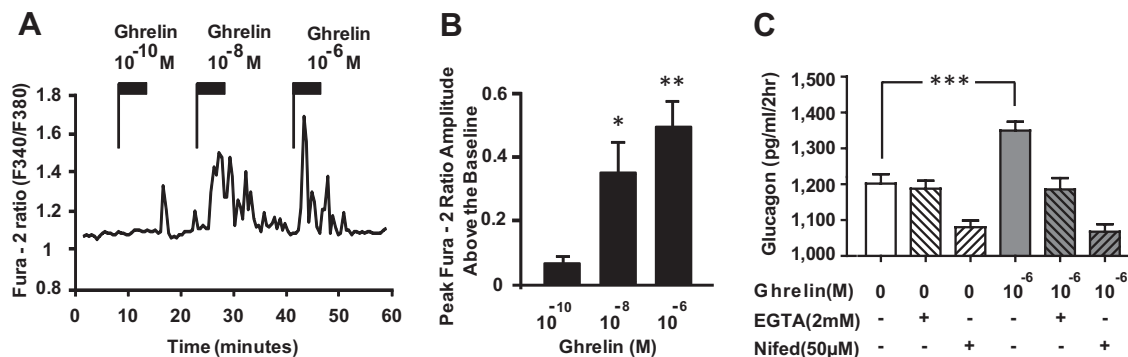 A
Ghrelin Ghrelin Ghrelin
10-10 M 10-8 M 10-6 M
Fura - 2 ratio (F340/F380)
1.8
1.6
1.4
1.2
1
0.8
0 10 20 30 40 50 60
Time (minutes)
B
Peak Fura - 2 Ratio Amplitude
Above the Baseline
0.6
0.4
0.2
0
* **
10-10 10-8 10-6
Ghrelin (M)
C
Glucagon (pg/ml/2hr)
1,500
1,400
1,300
1,200
1,100
1,000
***
Ghrelin(M) 0 0 0 10-6 10-6 10-6
EGTA(2mM) - + - - + -
Nifed(50µM) - - + - - +